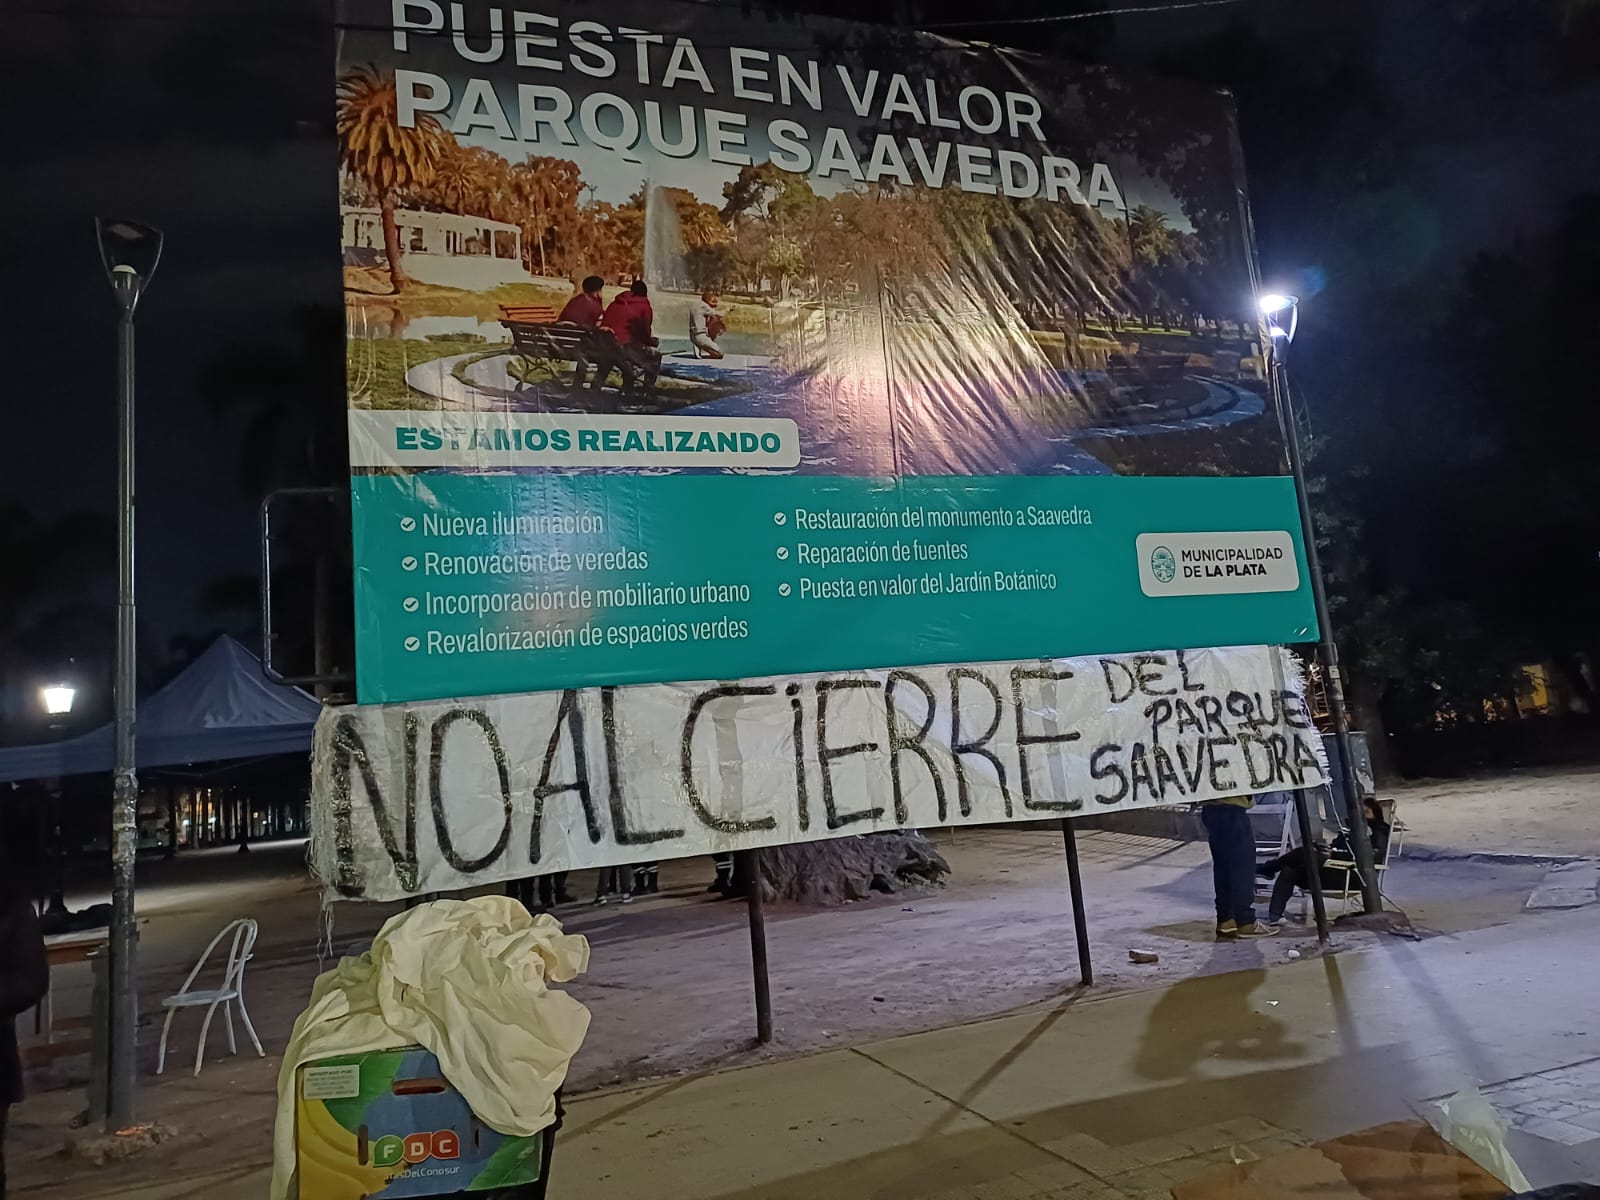 PUESTA EN VALOR
PARQUE SAAVEDRA
ESTAMOS REALIZANDO
Nueva iluminación
Renovación de veredas
Incorporación de mobiliario urbano
Revalorización de espacios verdes
Restauración del monumento a Saavedra
Reparación de fuentes
Puesta en valor del Jardín Botánico
MUNICIPALIDAD
DE LA PLATA
NO AL CiERRE DEL
PARQUE
SAAVEDRA
FDC